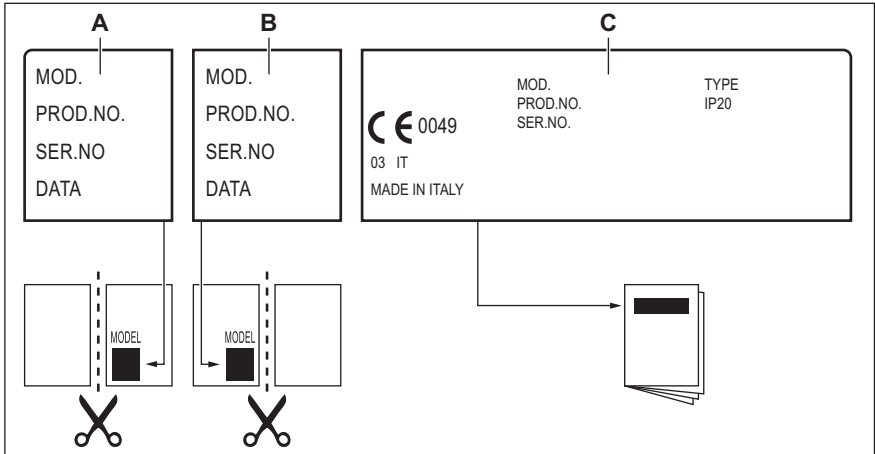 A
B
C
MOD.
PROD.NO.
SER.NO
DATA
MOD.
PROD.NO.
SER.NO
DATA
MOD.
PROD.NO.
SER.NO.
TYPE
IP20
CE 0049
03 IT
MADE IN ITALY
MODEL
MODEL